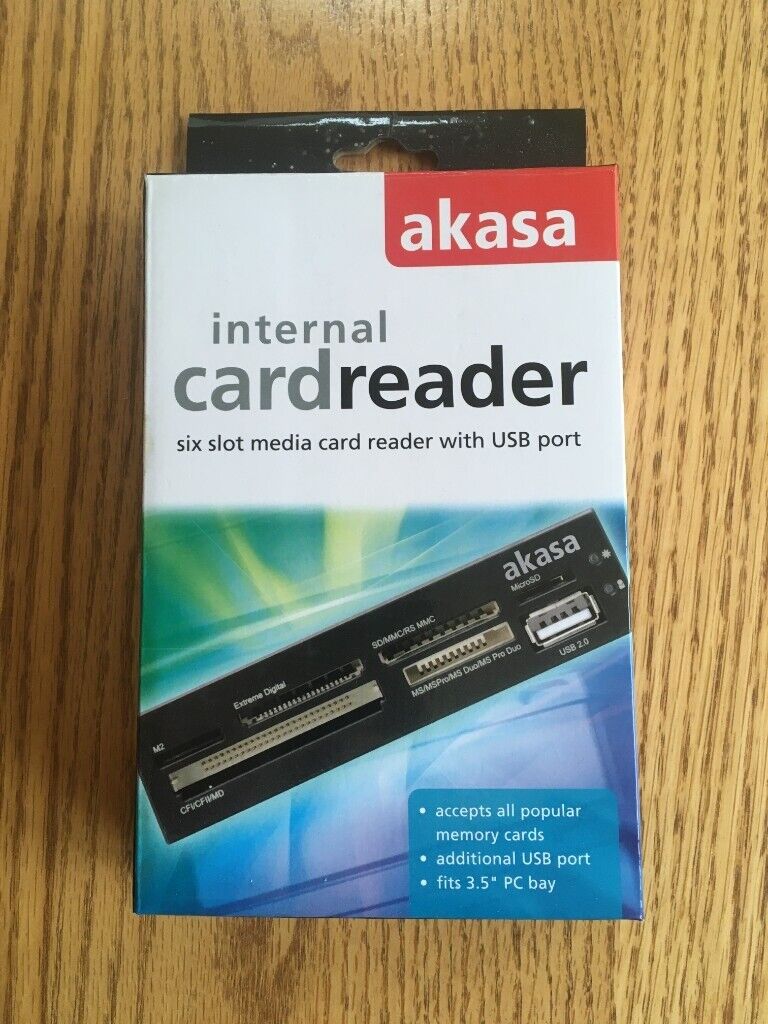 akasa
internal
cardreader
six slot media card reader with USB port
akasa
MicroSD
SD/MMC/RS MMC
USB 2.0
MS/MSPro/MS Duo/MS Pro Duo
Extreme Digital
M2
CFI/CFII/MD
• accepts all popular
memory cards
• additional USB port
• fits 3.5" PC bay